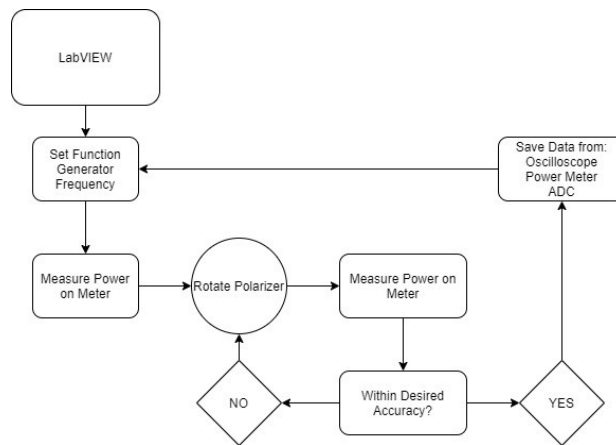 LabVIEW
Set Function
Generator
Frequency
Save Data from:
Oscilloscope
Power Meter
ADC
Measure Power
on Meter
Rotate Polarizer
Measure Power on
Meter
NO
Within Desired
Accuracy?
YES